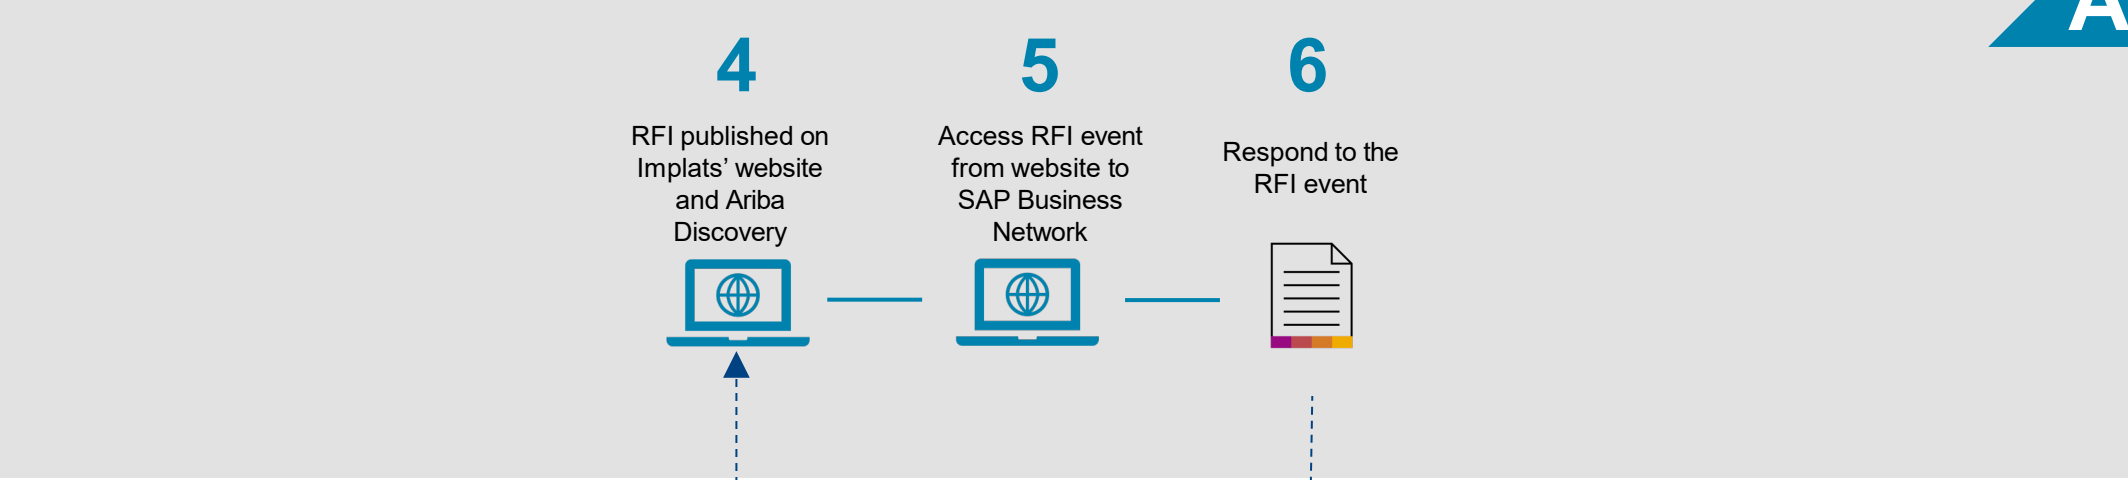 4
RFI published on
Implats’ website
and Ariba
Discovery
5
Access RFI event
from website to
SAP Business
Network
6
Respond to the
RFI event
A